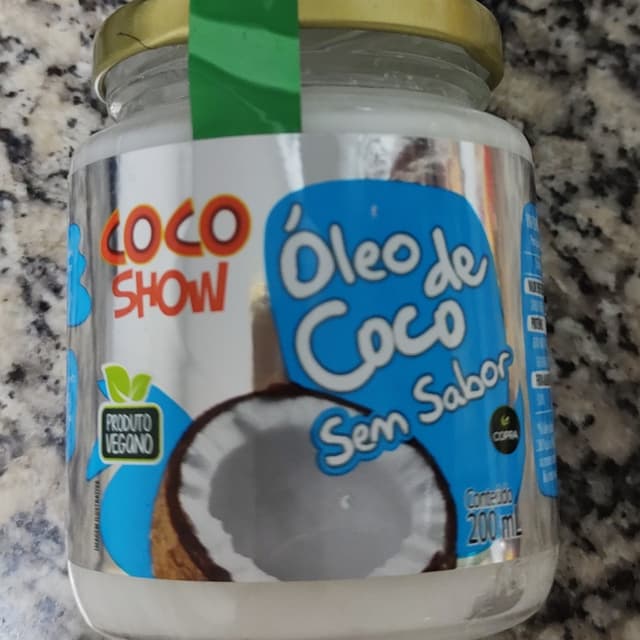 COCO
SHOW
Óleo de
Coco
Sem Sabor
PRODUTO
VEGANO
COPRA
Conteúdo
200 mL